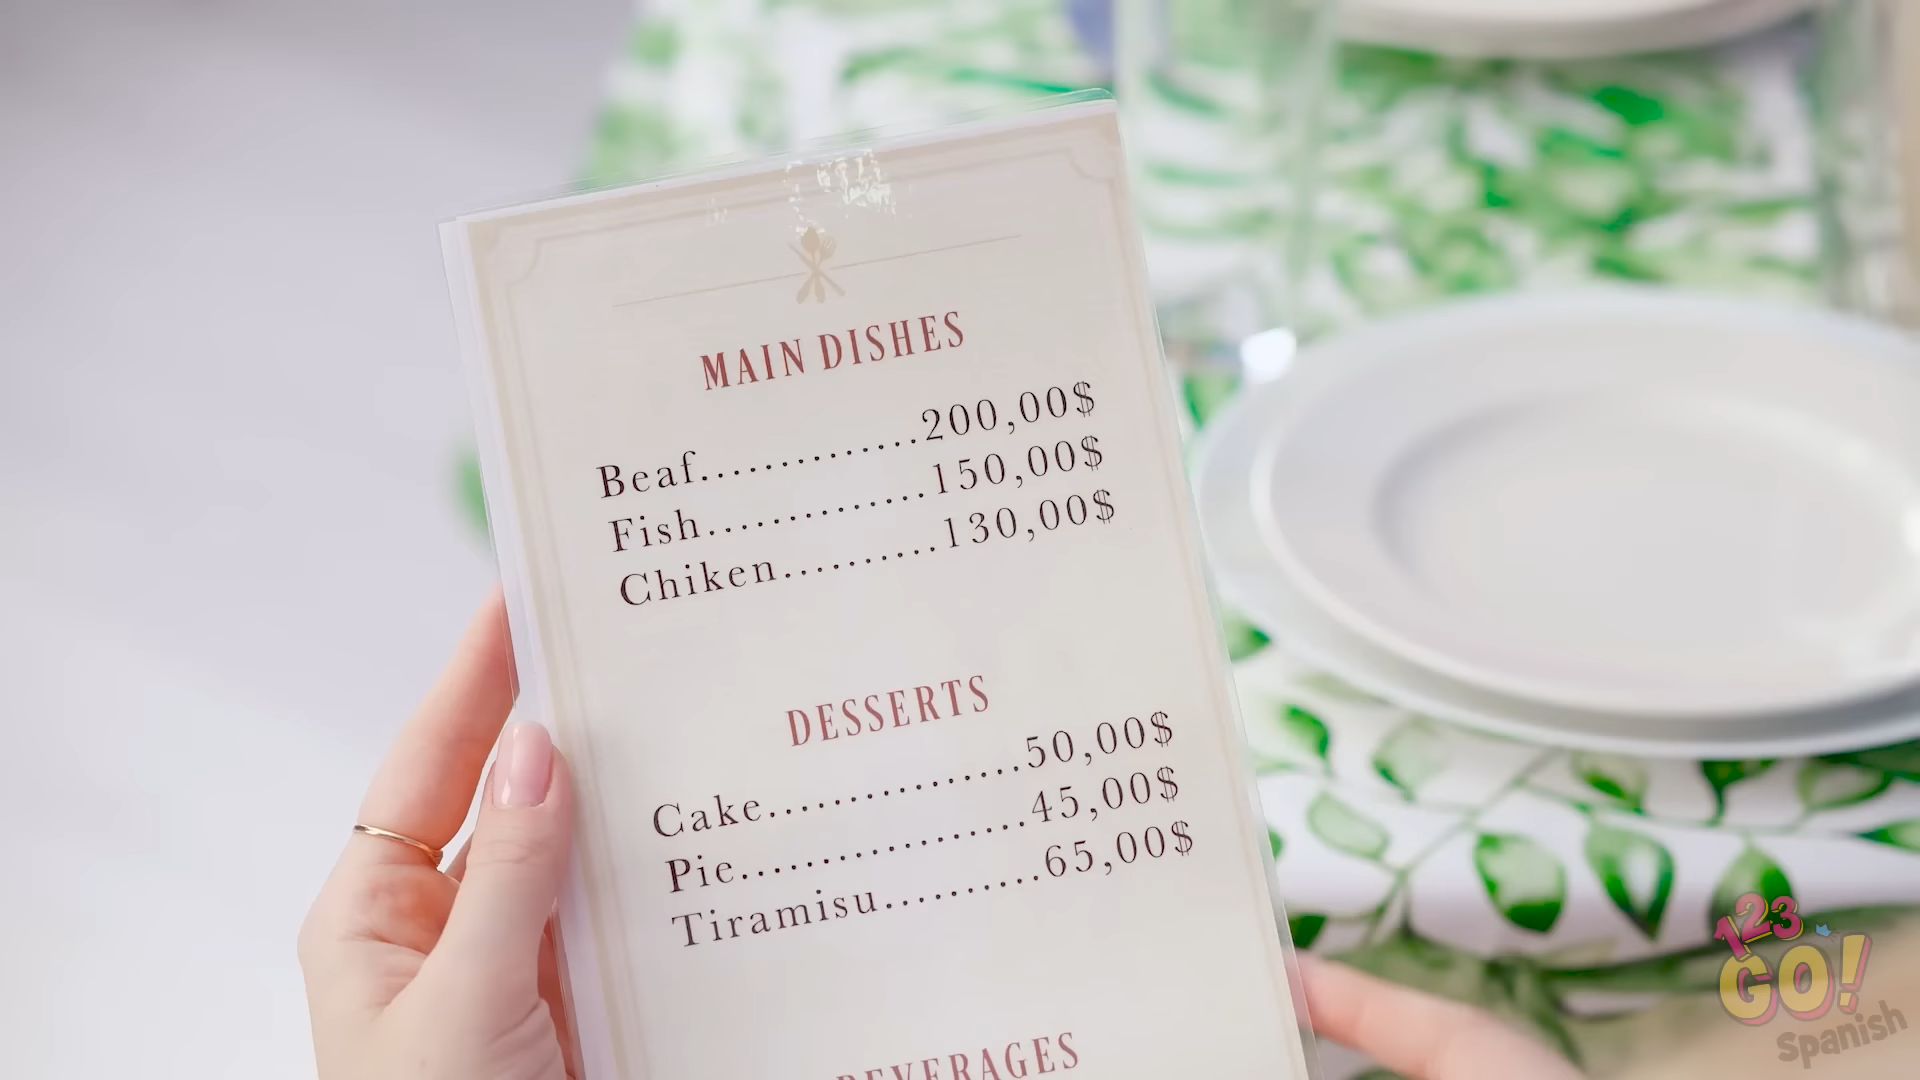 MAIN DISHES
Beaf.............200,00$
Fish..............150,00$
Chiken..........130,00$
DESSERTS
Cake................50,00$
Pie..................45,00$
Tiramisu..........65,00$
BEVERAGES
123
GO!
Spanish